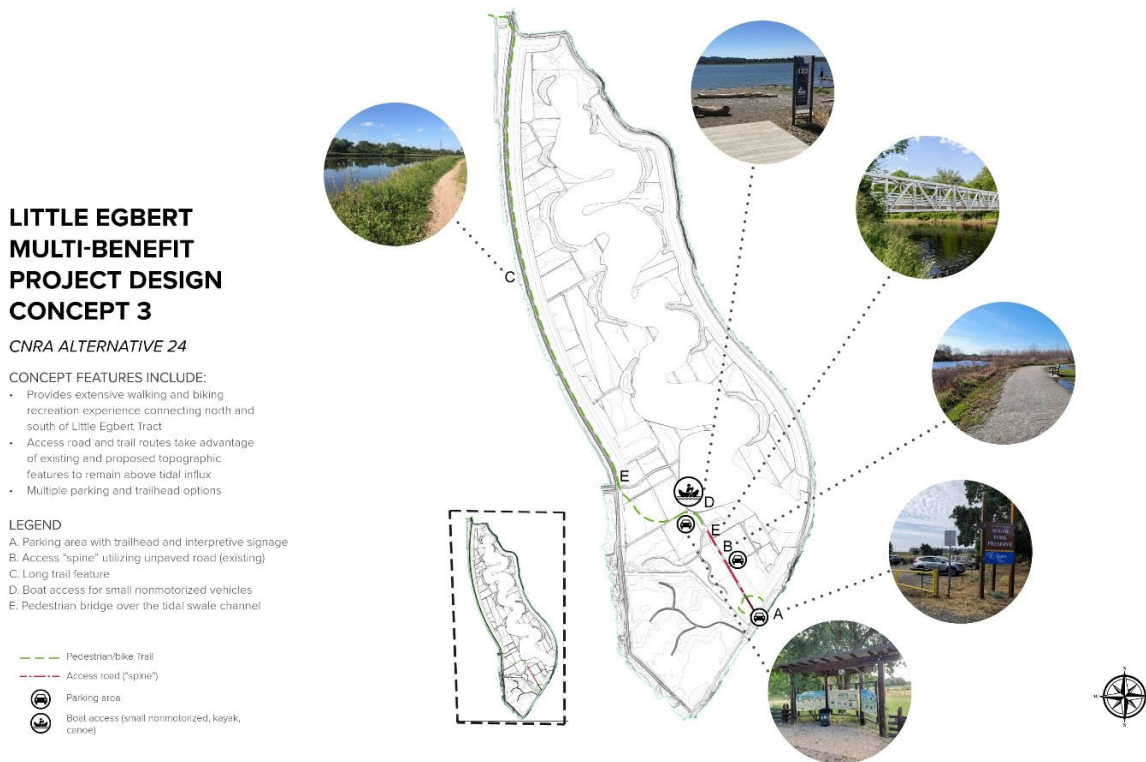 LITTLE EGBERT
MULTI-BENEFIT
PROJECT DESIGN
CONCEPT 3
CNRA ALTERNATIVE 24
CONCEPT FEATURES INCLUDE:
• Provides extensive walking and biking
recreation experience connecting north and
south of Little Egbert Tract
• Access road and trail routes take advantage
of existing and proposed topographic
features to remain above tidal influx
• Multiple parking and trailhead options
LEGEND
A. Parking area with trailhead and interpretive signage
B. Access “spine” utilizing unpaved road (existing)
C. Long trail feature
D. Boat access for small nonmotorized vehicles
E. Pedestrian bridge over the tidal swale channel
Pedestrian/bike Trail
Access road (“spine”)
Parking area
Boat access (small nonmotorized, kayak,
canoe)
122
C
E
D
E
B
A
SOUTH
FORK
PRESERVE
N
W
S